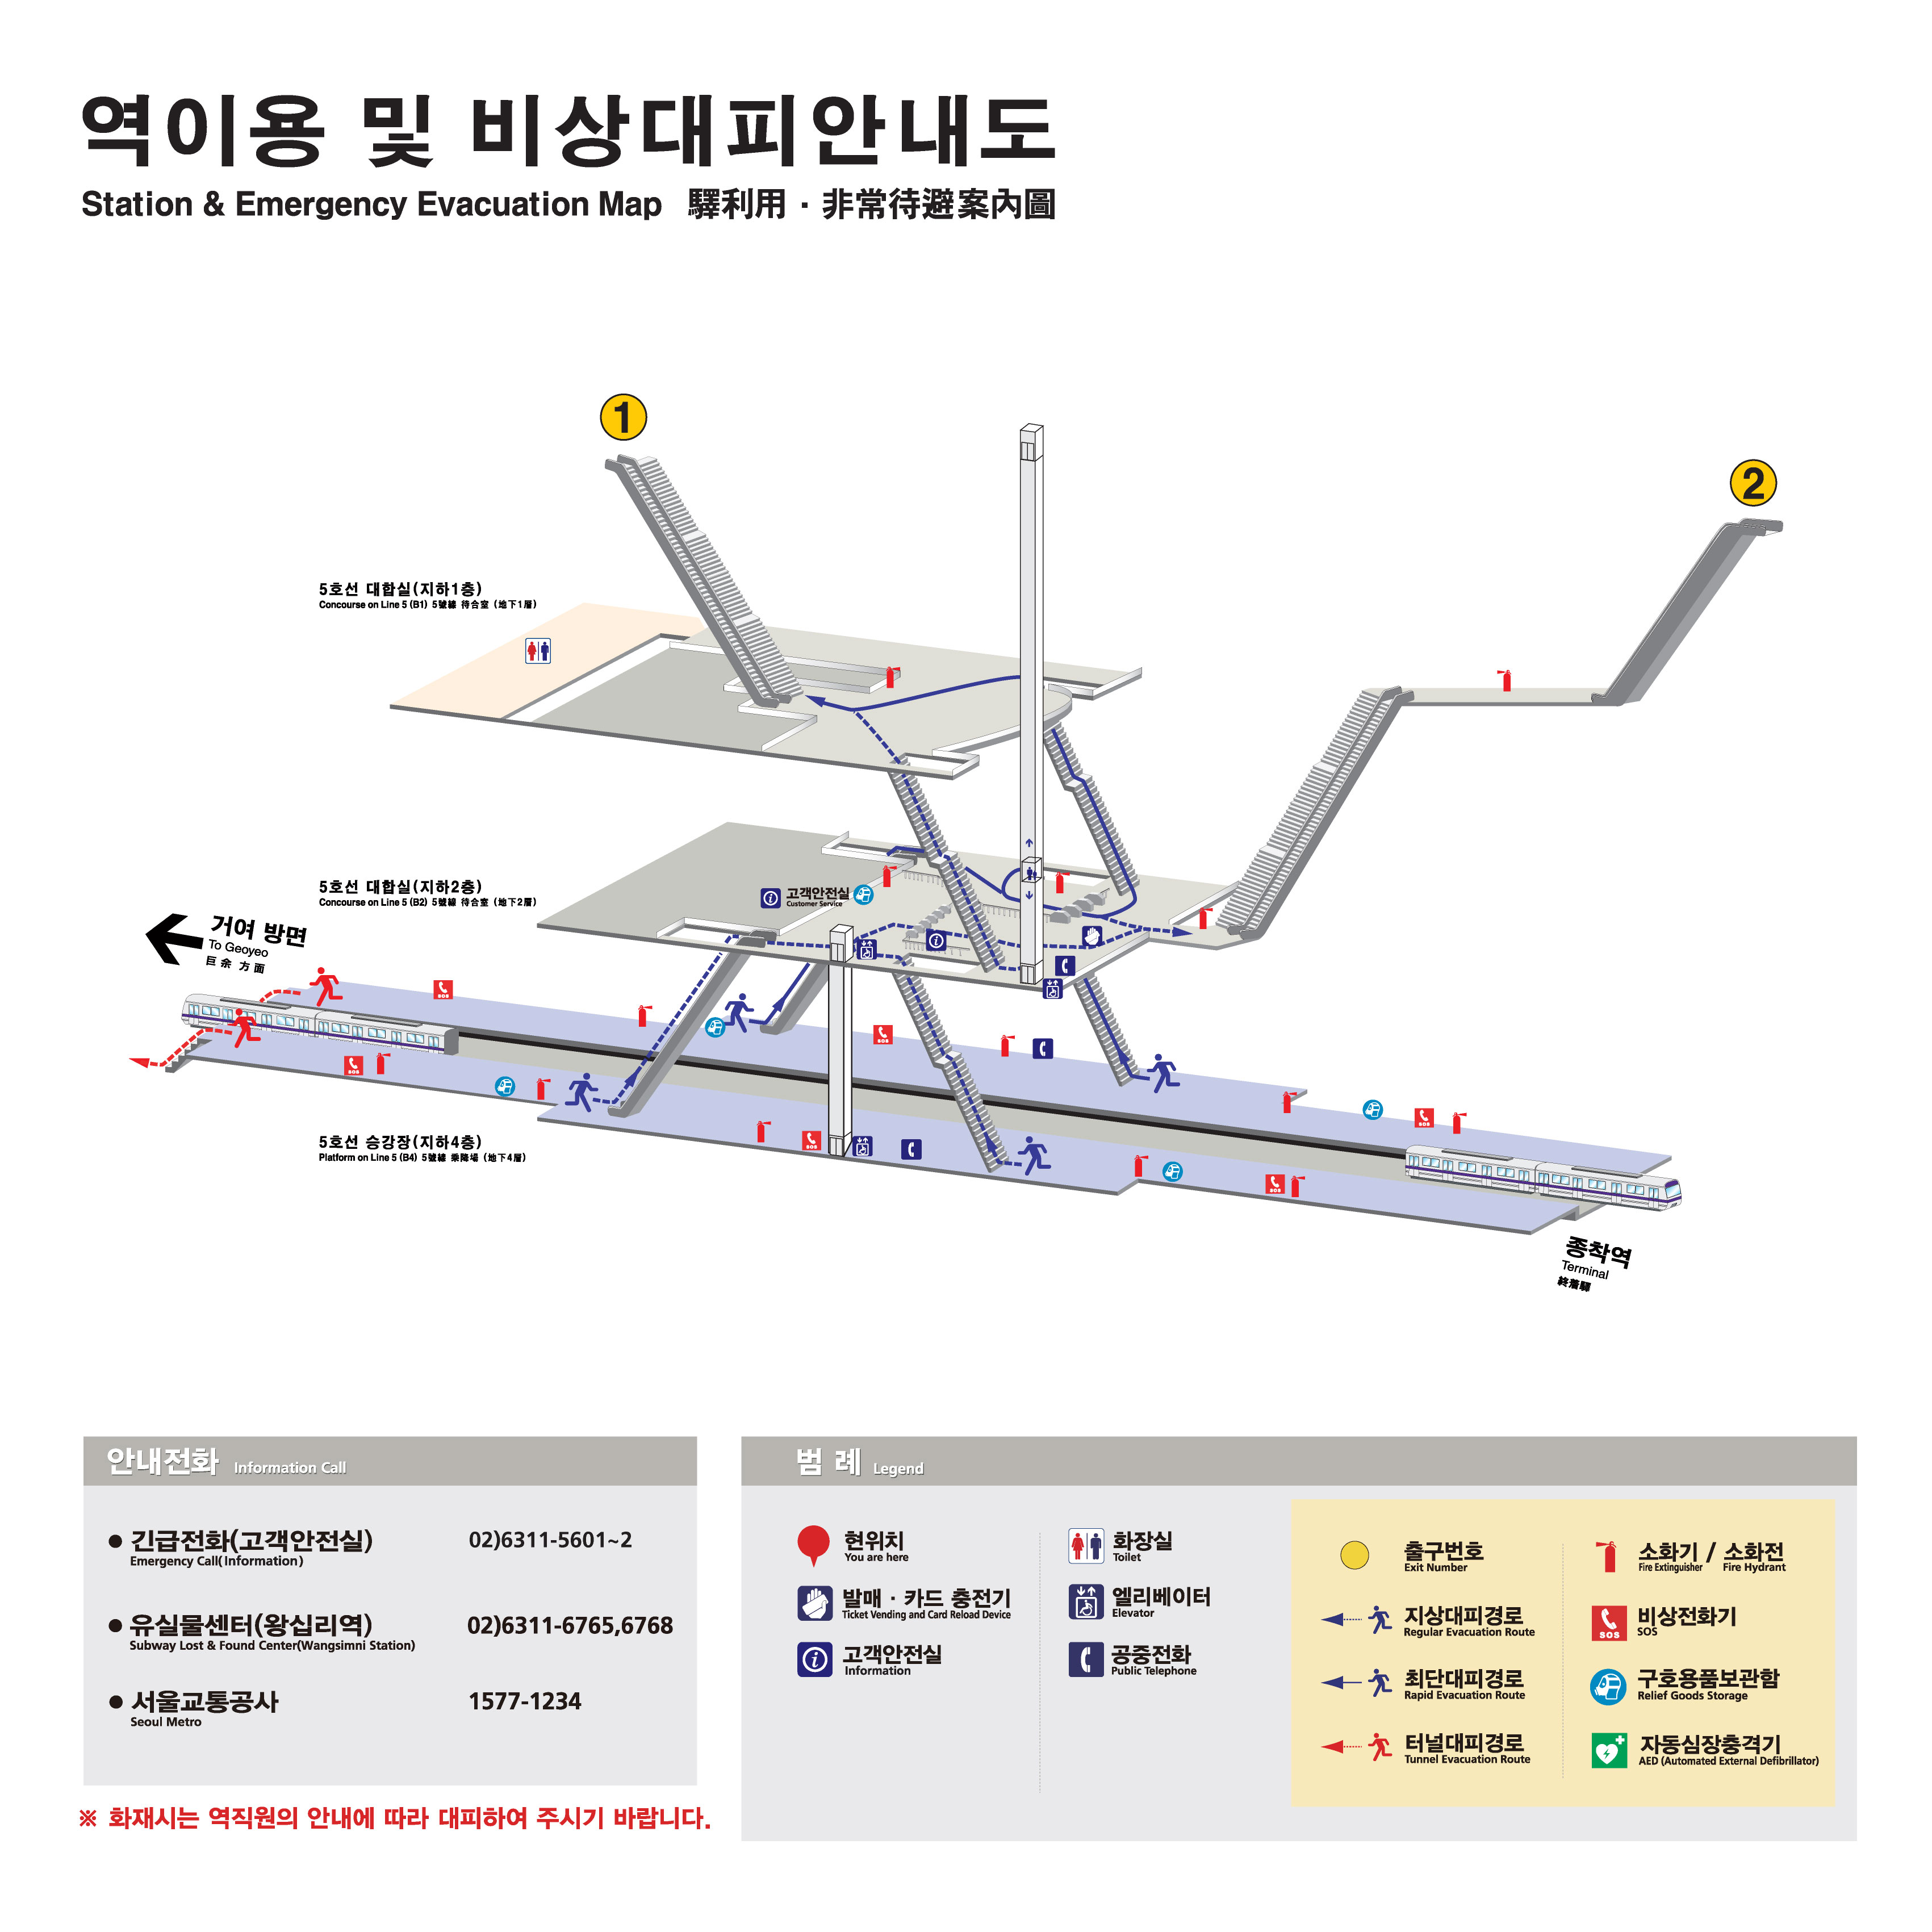 역이용 및 비상대피안내도
Station & Emergency Evacuation Map 驛利用 · 非常待避案內圖
1
2
5호선 대합실(지하1층)
Concourse on Line 5 (B1) 5號線 待合室 (地下1層)
5호선 대합실(지하2층)
Concourse on Line 5 (B2) 5號線 待合室 (地下2層)
고객안전실
Customer Service
거여 방면
To Geoyeo
巨余 方面
SOS
SOS
SOS
SOS
SOS
SOS
5호선 승강장(지하4층)
Platform on Line 5 (B4) 5號線 乘降場 (地下4層)
종착역
Terminal
終着驛
안내전화 Information Call
긴급전화(고객안전실) 02)6311-5601~2
Emergency Call(Information)
유실물센터(왕십리역) 02)6311-6765,6768
Subway Lost & Found Center(Wangsimni Station)
서울교통공사 1577-1234
Seoul Metro
※ 화재시는 역직원의 안내에 따라 대피하여 주시기 바랍니다.
범 례 Legend
현위치
You are here
발매 · 카드 충전기
Ticket Vending and Card Reload Device
고객안전실
Information
화장실
Toilet
엘리베이터
Elevator
공중전화
Public Telephone
출구번호
Exit Number
지상대피경로
Regular Evacuation Route
최단대피경로
Rapid Evacuation Route
터널대피경로
Tunnel Evacuation Route
소화기 / 소화전
Fire Extinguisher Fire Hydrant
SOS
비상전화기
SOS
구호용품보관함
Relief Goods Storage
자동심장충격기
AED (Automated External Defibrillator)